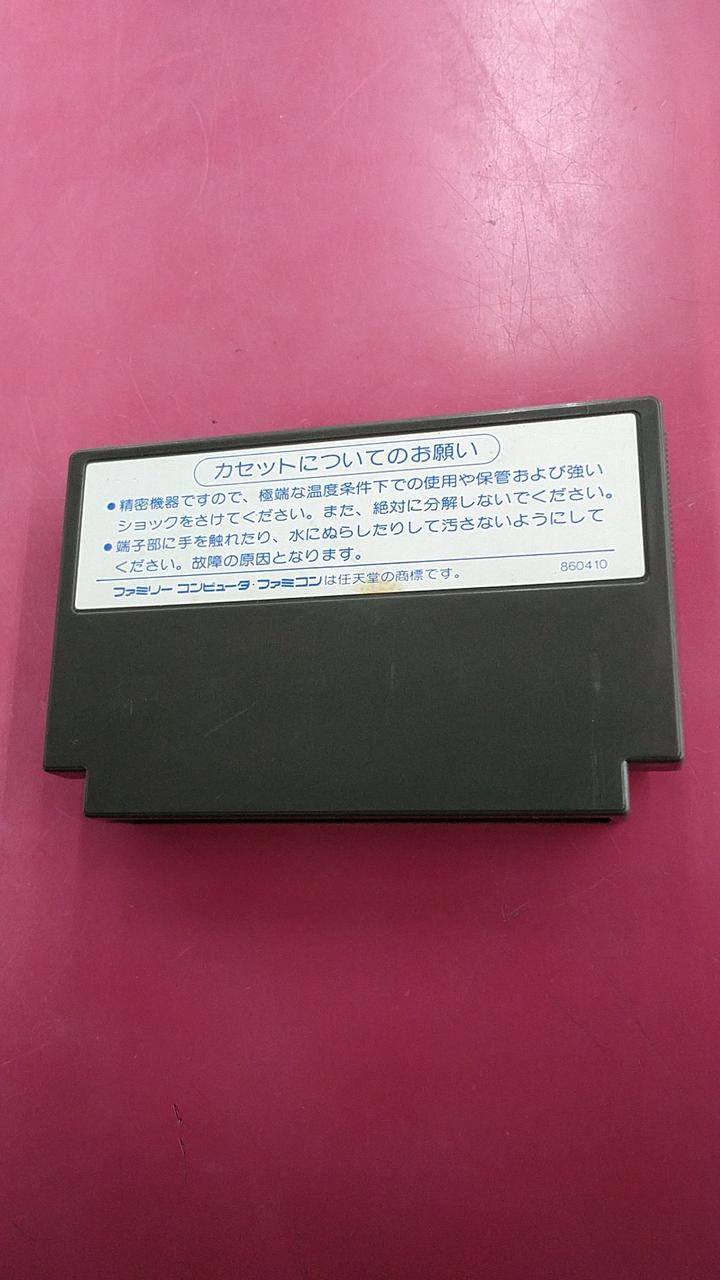 カセットについてのお願い
●精密機器ですので、極端な温度条件下での使用や保管および強い
ショックをさけてください。また、絶対に分解しないでください。
●端子部に手を触れたり、水にぬらしたりして汚さないようにして
ください。故障の原因となります。
860410
ファミリー コンピュータ・ファミコンは任天堂の商標です。